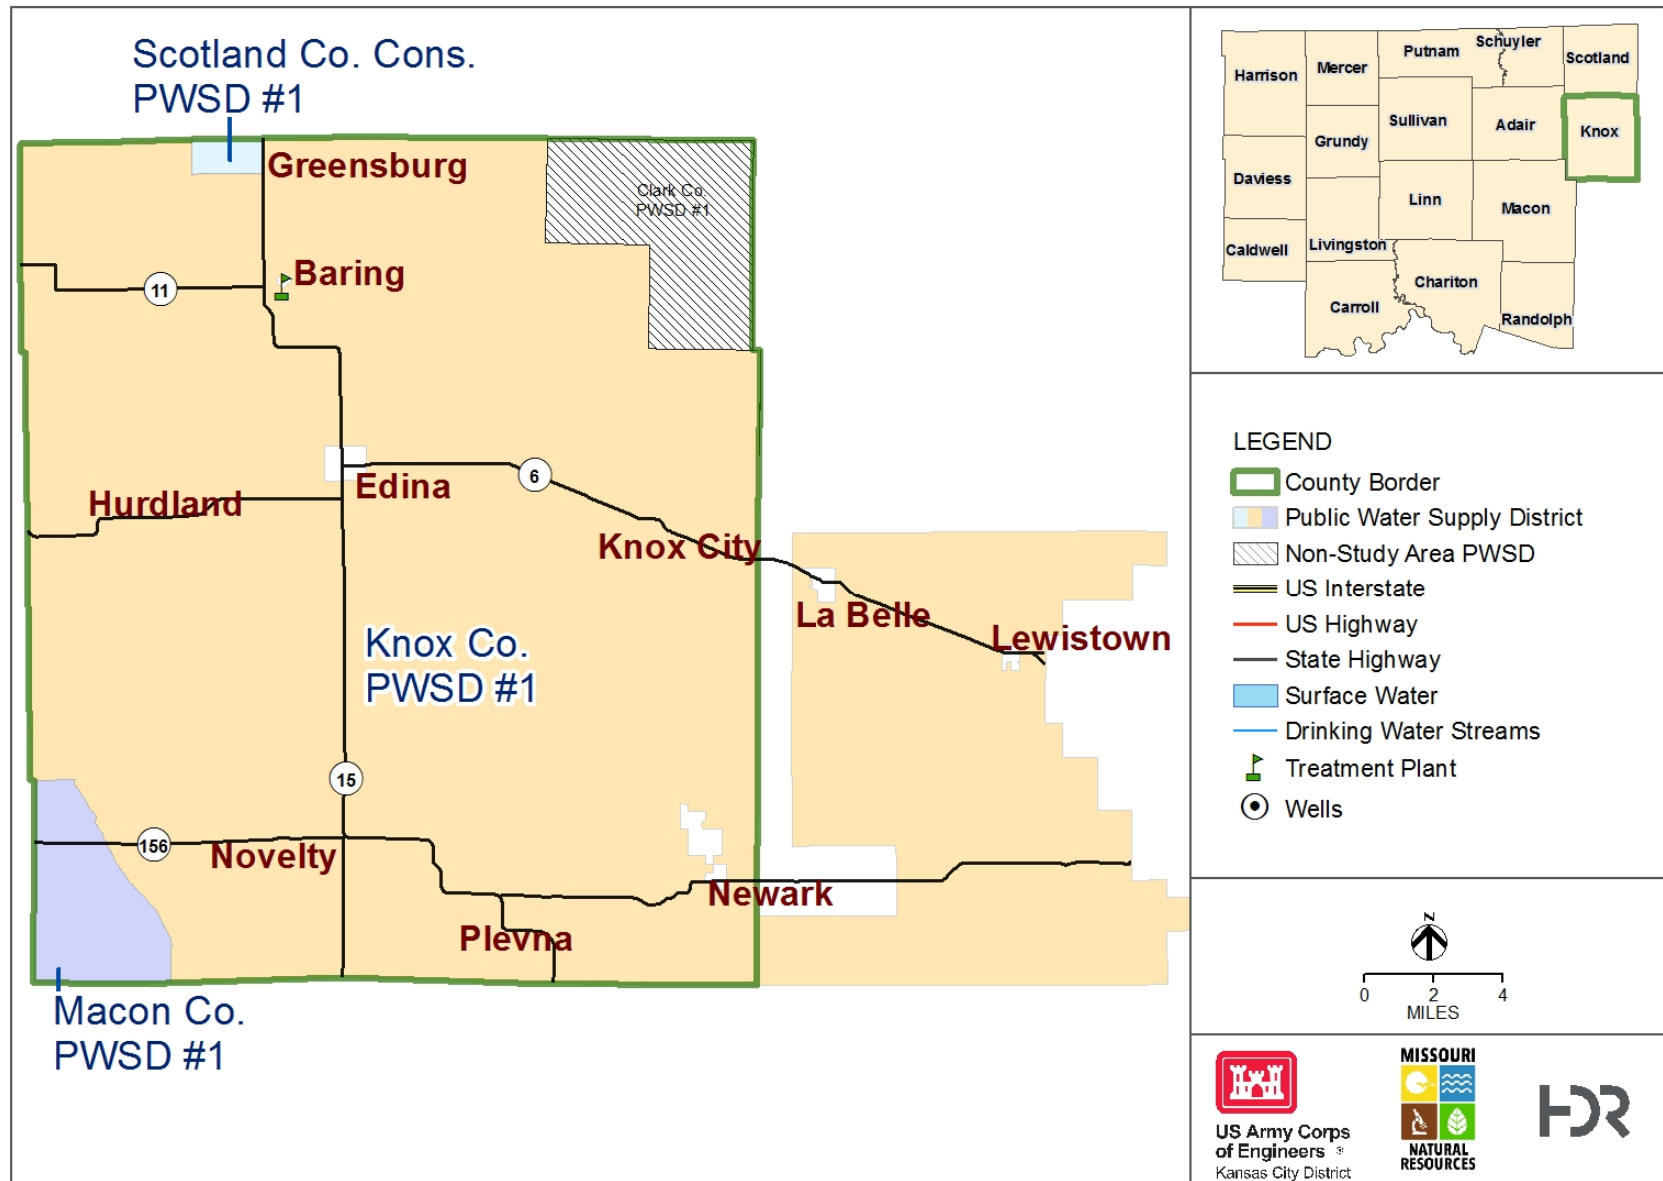 Scotland Co. Cons.
PWSD #1
Greensburg
Clark Co.
PWSD #1
Baring
11
6
Edina
Hurdland
Knox City
La Belle
Lewistown
Knox Co.
PWSD #1
15
156
Novelty
Newark
Plevna
Macon Co.
PWSD #1
Harrison
Mercer
Putnam
Schuyler
Scotland
Grundy
Sullivan
Adair
Knox
Daviess
Linn
Macon
Caldwell
Livingston
Chariton
Carroll
Randolph
LEGEND
County Border
Public Water Supply District
Non-Study Area PWSD
US Interstate
US Highway
State Highway
Surface Water
Drinking Water Streams
Treatment Plant
Wells
N
0 2 4
MILES
US Army Corps
of Engineers ®
Kansas City District
MISSOURI
NATURAL
RESOURCES
HDR